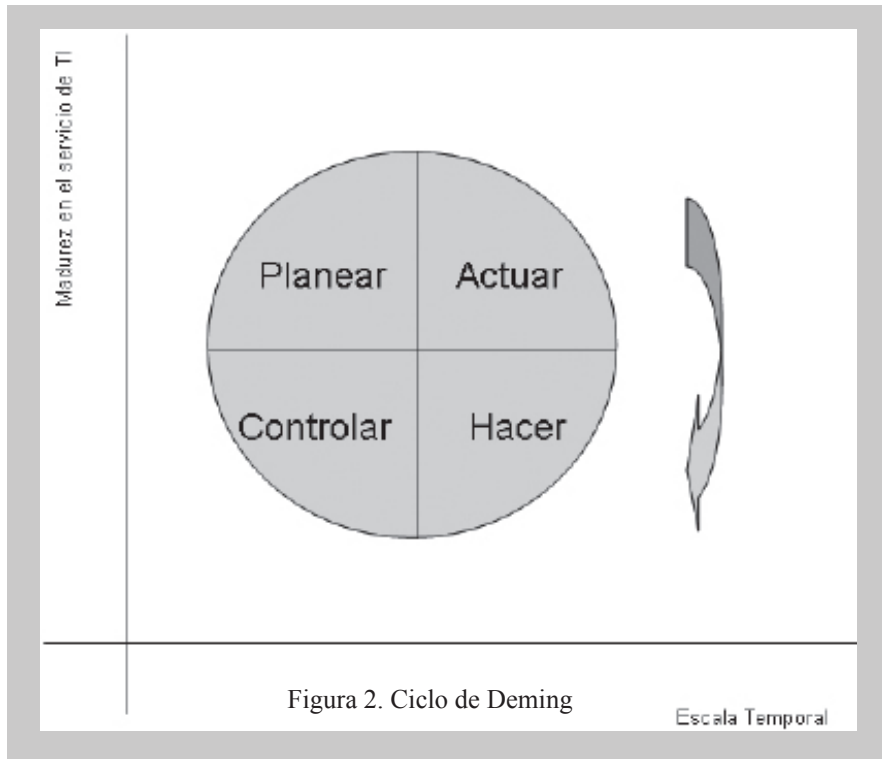 Madurez en el servicio de TI
Planear
Actuar
Controlar
Hacer
Figura 2. Ciclo de Deming
Escala Temporal